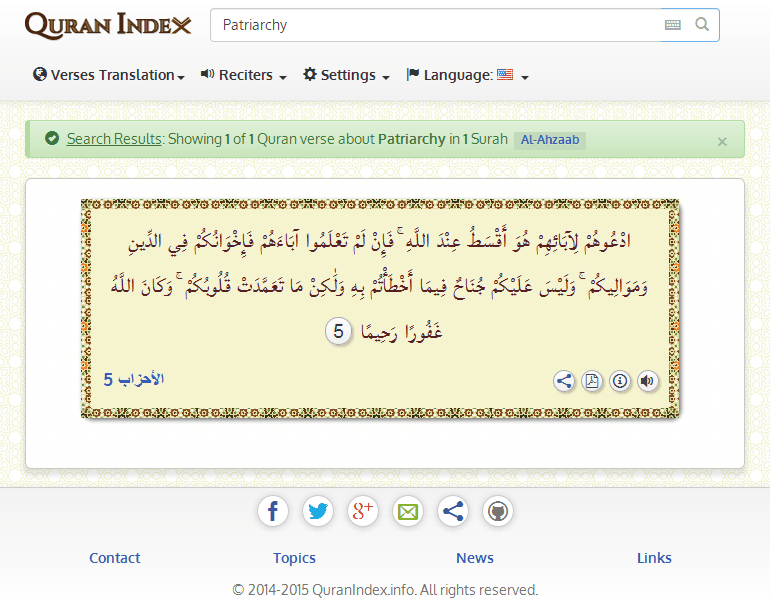 QURAN INDEX
Patriarchy
Verses Translation
Reciters
Settings
Language:
Search Results: Showing 1 of 1 Quran verse about Patriarchy in 1 Surah Al-Ahzaab
×
ادْعُوهُمْ لِآبَائِهِمْ هُوَ أَقْسَطُ عِنْدَ اللَّهِ ۚ فَإِنْ لَمْ تَعْلَمُوا آبَاءَهُمْ فَإِخْوَانُكُمْ فِي الدِّينِ
وَمَوَالِيكُمْ ۚ وَلَيْسَ عَلَيْكُمْ جُنَاحٌ فِيمَا أَخْطَأْتُمْ بِهِ وَلَٰكِنْ مَا تَعَمَّدَتْ قُلُوبُكُمْ ۚ وَكَانَ اللَّهُ
غَفُورًا رَحِيمًا 5
الأحزاب 5
f
g+
Contact
Topics
News
Links
© 2014-2015 QuranIndex.info. All rights reserved.